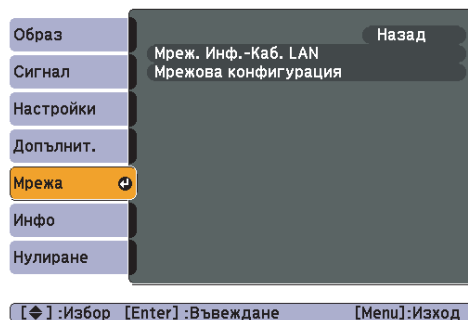 Образ
Сигнал
Настройки
Допълнит.
Мрежа
Инфо
Нулиране
Назад
Мреж. Инф.-Каб. LAN
Мрежова конфигурация
[] :Избор [Enter] :Въвеждане [Menu]:Изход